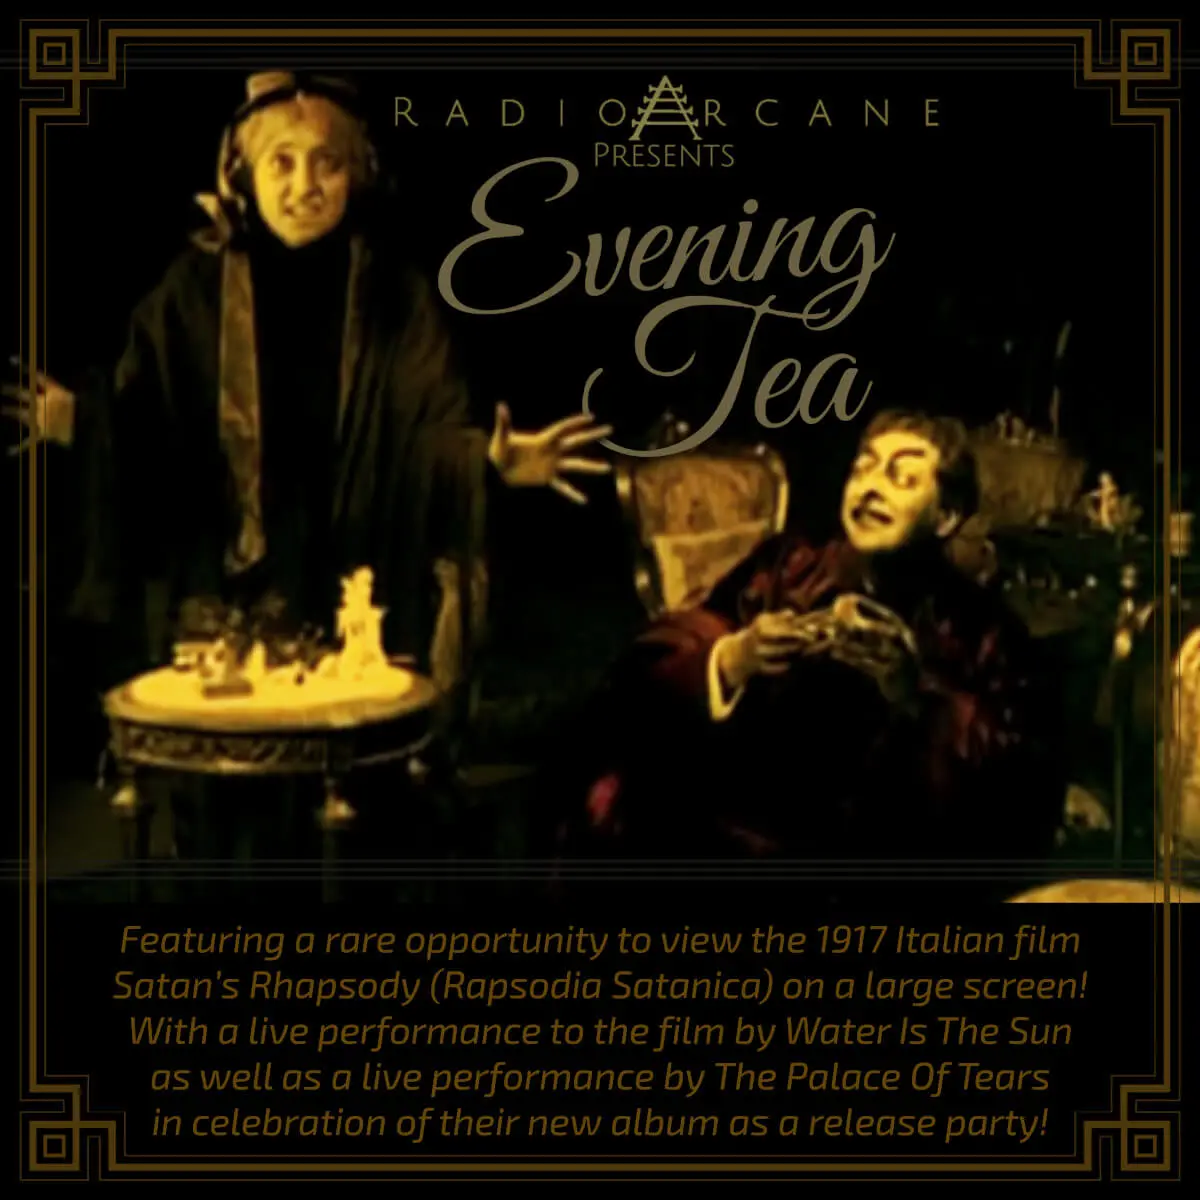 RADIO ARCANE
PRESENTS
Evening
Tea
Featuring a rare opportunity to view the 1917 Italian film
Satan's Rhapsody (Rapsodia Satanica) on a large screen!
With a live performance to the film by Water Is The Sun
as well as a live performance by The Palace Of Tears
in celebration of their new album as a release party!